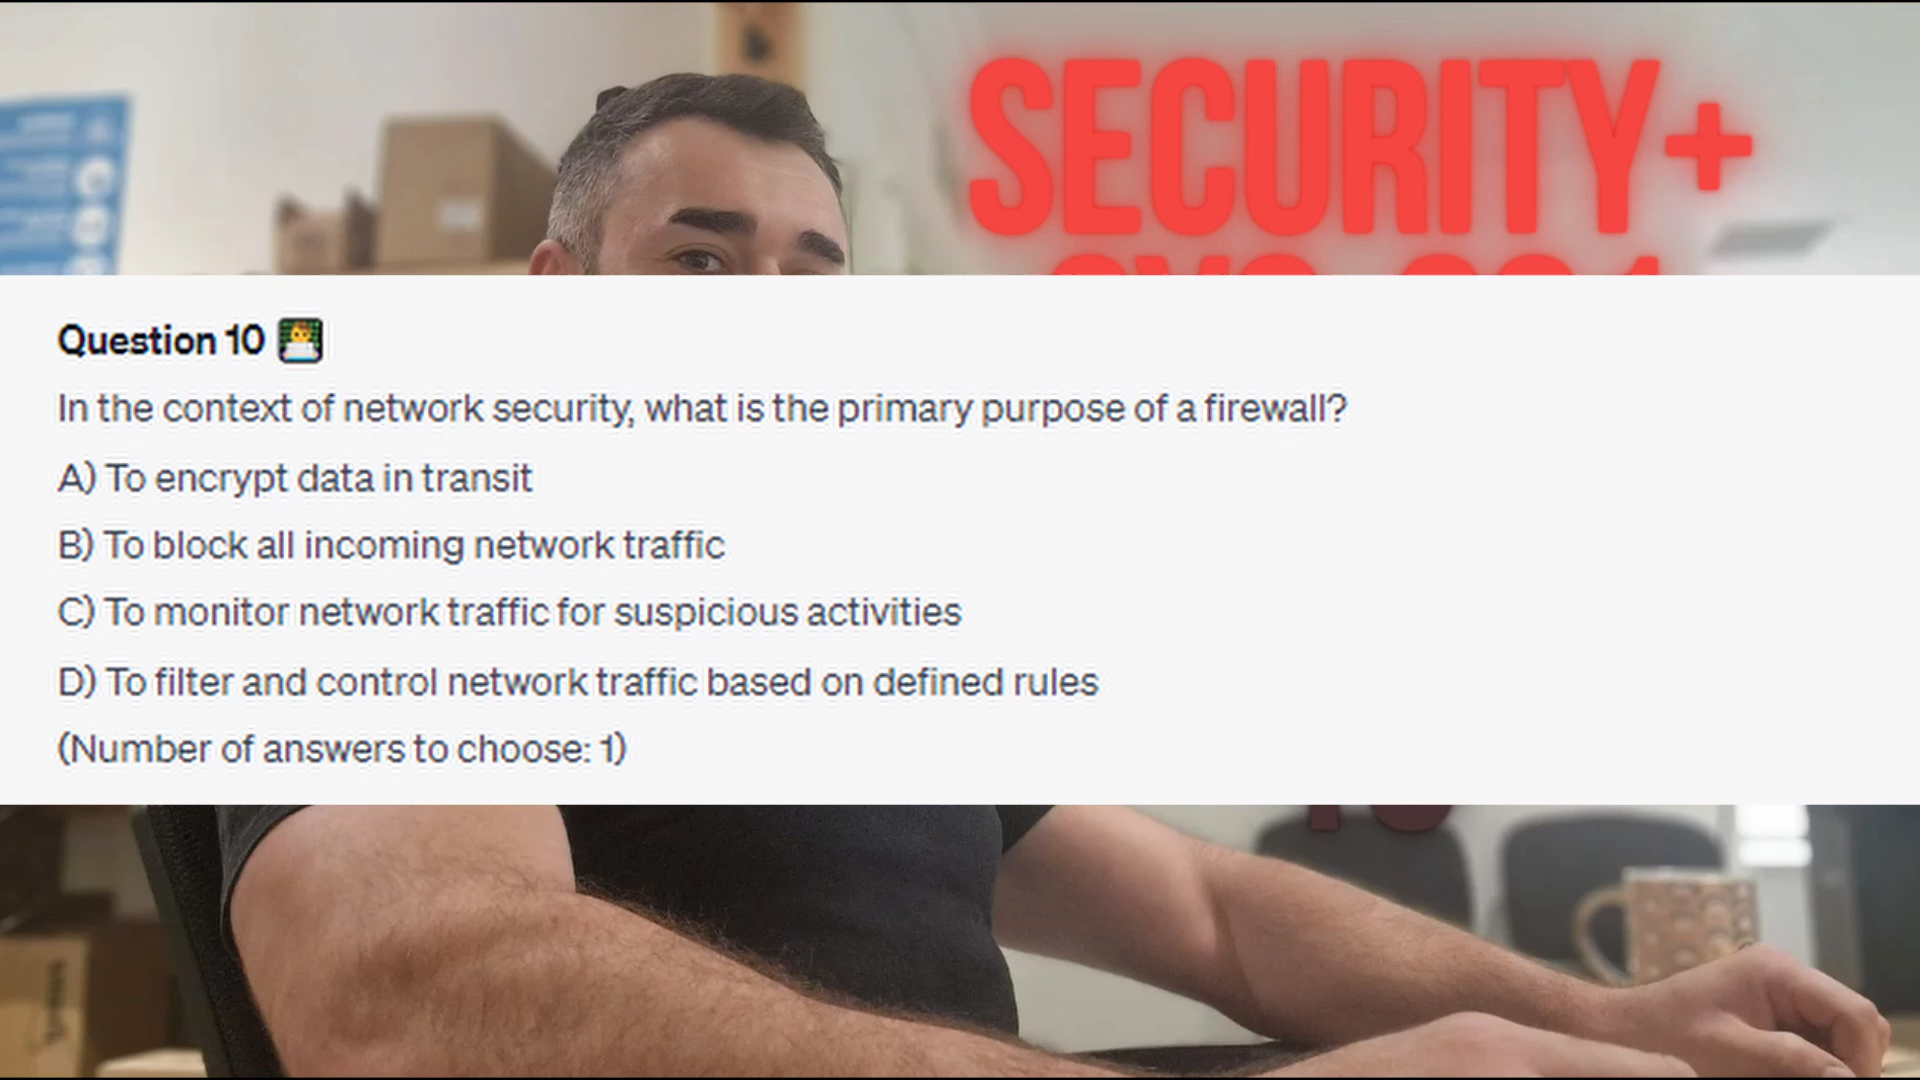 SECURITY+
Question 10
In the context of network security, what is the primary purpose of a firewall?
A) To encrypt data in transit
B) To block all incoming network traffic
C) To monitor network traffic for suspicious activities
D) To filter and control network traffic based on defined rules
(Number of answers to choose: 1)